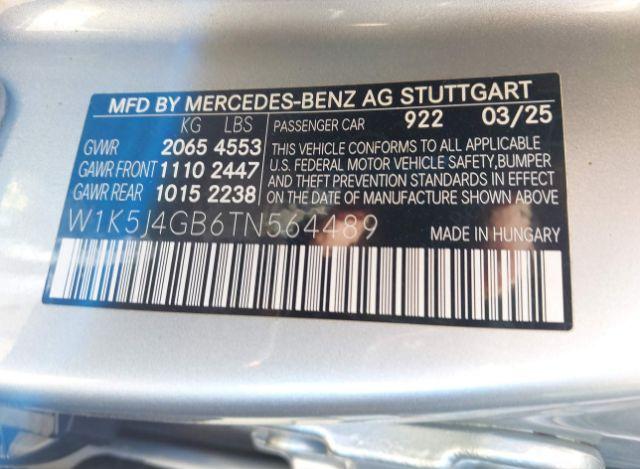 MFD BY MERCEDES-BENZ AG STUTTGART
KG LBS PASSENGER CAR 922 03/25
GVWR 2065 4553
GAWR FRONT 1110 2447
GAWR REAR 1015 2238
THIS VEHICLE CONFORMS TO ALL APPLICABLE
U.S. FEDERAL MOTOR VEHICLE SAFETY, BUMPER
AND THEFT PREVENTION STANDARDS IN EFFECT
ON THE DATE OF MANUFACTURE SHOWN ABOVE
W1K5J4GB6TN564489
MADE IN HUNGARY